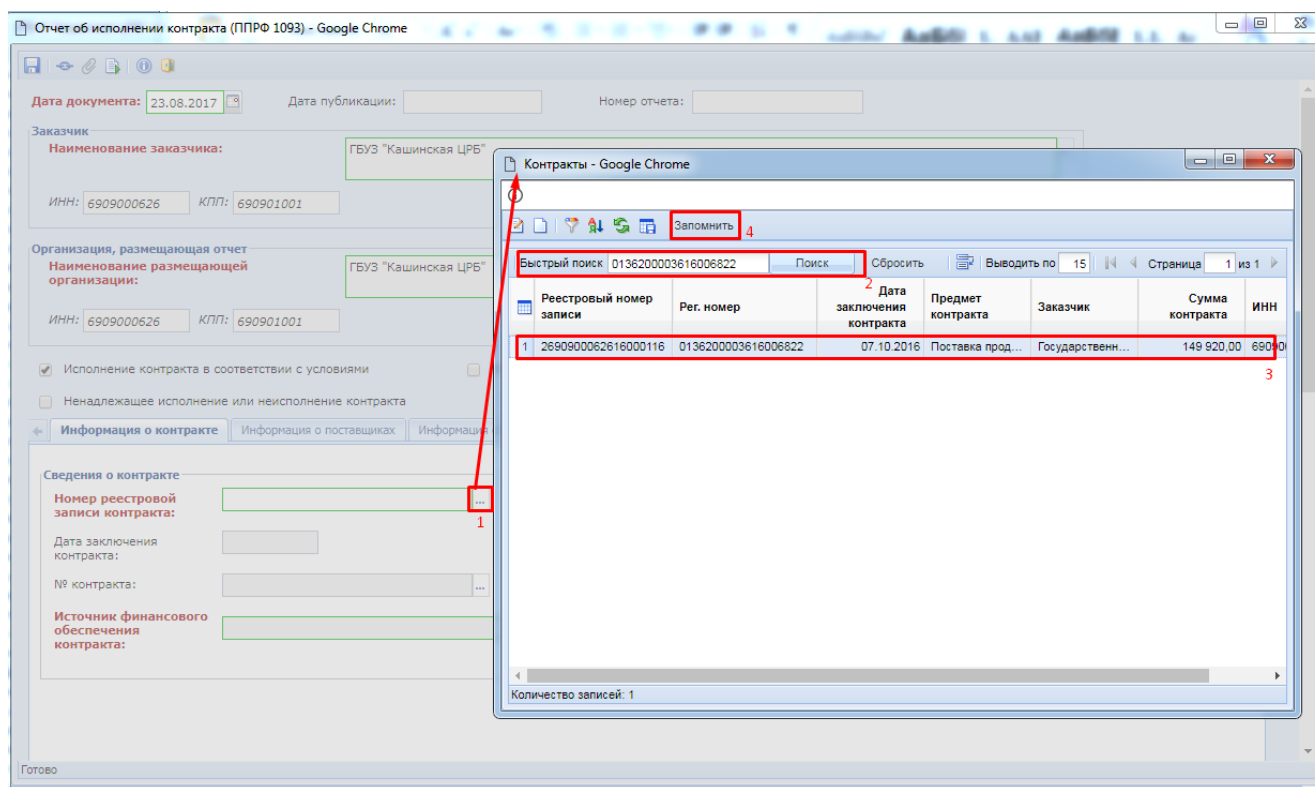 Отчет об исполнении контракта (ППРФ 1093) - Google Chrome
Дата документа: 23.08.2017 Дата публикации: Номер отчета:
Заказчик
Наименование заказчика: ГБУЗ "Кашинская ЦРБ"
ИНН: 6909000626 КПП: 690901001
Организация, размещающая отчет
Наименование размещающей
организации:
ГБУЗ "Кашинская ЦРБ"
ИНН: 6909000626 КПП: 690901001
Исполнение контракта в соответствии с условиями
Ненадлежащее исполнение или неисполнение контракта
Информация о контракте Информация о поставщиках Информация
Сведения о контракте
Номер реестровой
записи контракта:
...
1
Дата заключения
контракта:
№ контракта: ...
Источник финансового
обеспечения
контракта:
Готово
Контракты - Google Chrome
Запомнить 4
Быстрый поиск 0136200003616006822 Поиск Сбросить Выводить по 15 Страница 1 из 1
2
Реестровый номер
записи
Рег. номер
Дата
заключения
контракта
Предмет
контракта
Заказчик
Сумма
контракта
ИНН
1 2690900062616000116 0136200003616006822 07.10.2016 Поставка прод... Государственн... 149 920,00 69090
3
Количество записей: 1